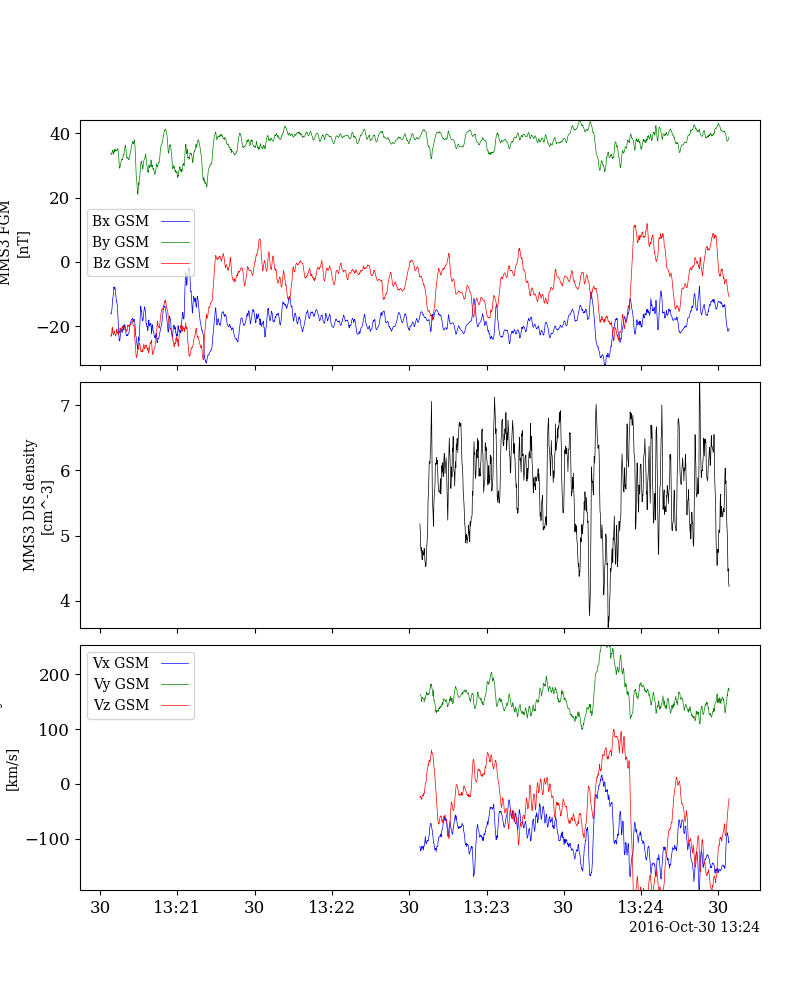 40
20
0
−20
MMS3 FGM
[nT]
Bx GSM
By GSM
Bz GSM
7
6
5
4
MMS3 DIS density
[cm^-3]
200
100
0
−100
[km/s]
Vx GSM
Vy GSM
Vz GSM
30 13:21 30 13:22 30 13:23 30 13:24 30
2016-Oct-30 13:24